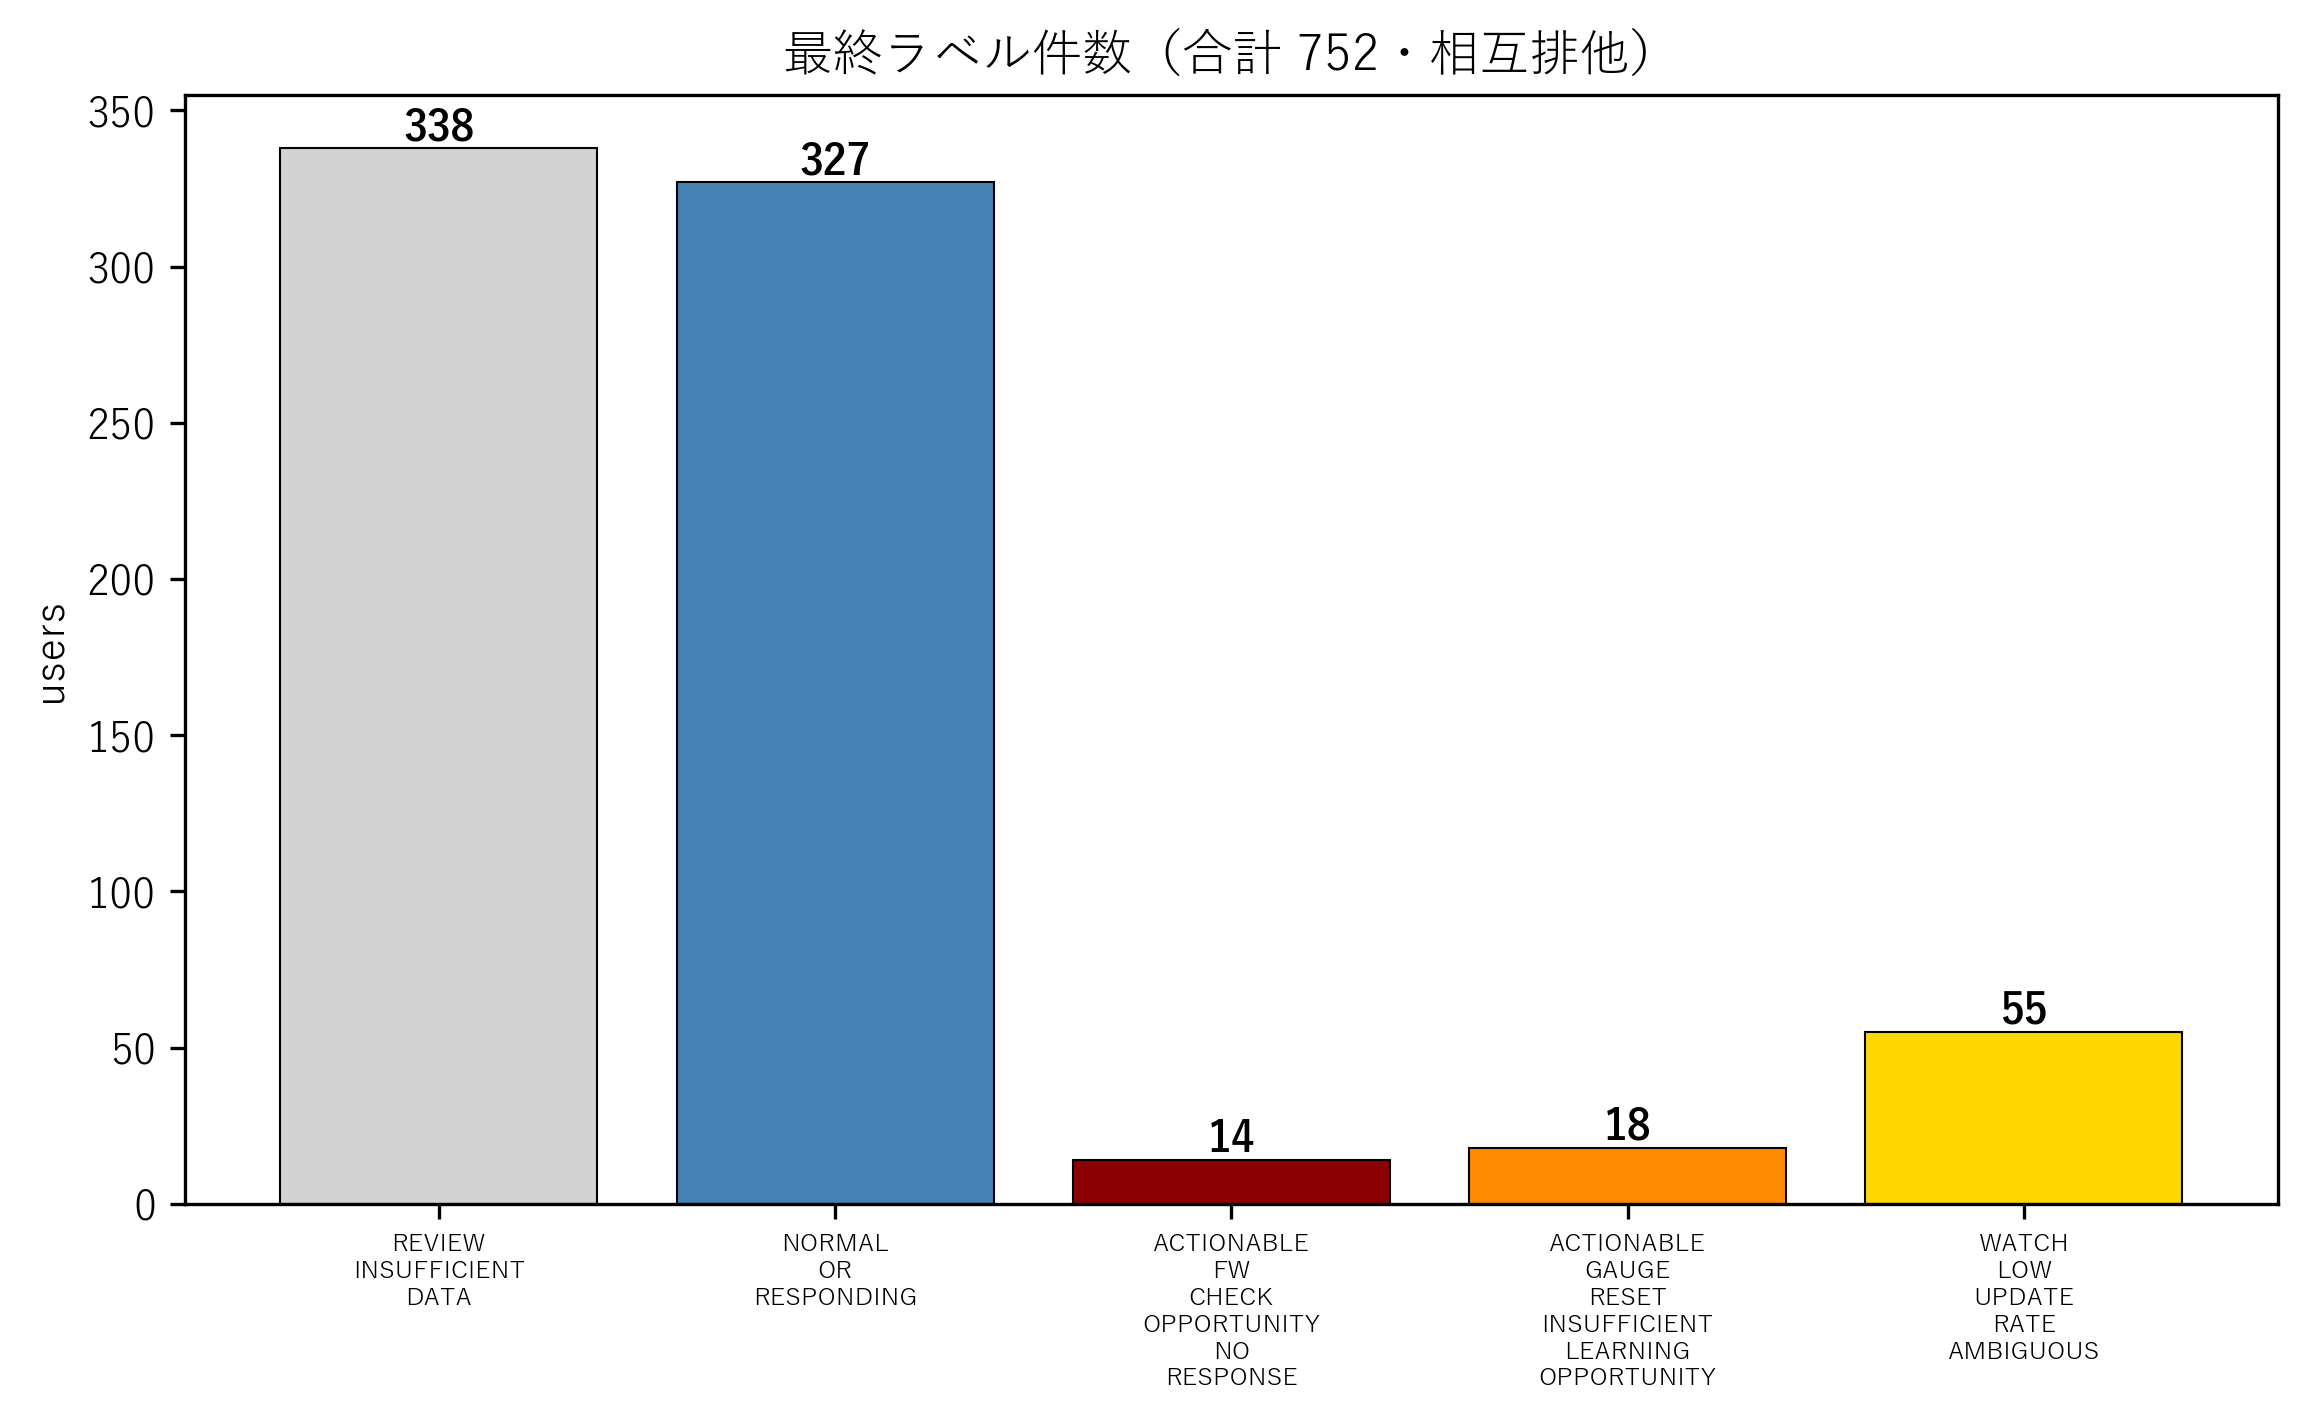 最終ラベル件数（合計 752・相互排他）
users
350
300
250
200
150
100
50
0
338
327
14
18
55
REVIEW
INSUFFICIENT
DATA
NORMAL
OR
RESPONDING
ACTIONABLE
FW
CHECK
OPPORTUNITY
NO
RESPONSE
ACTIONABLE
GAUGE
RESET
INSUFFICIENT
LEARNING
OPPORTUNITY
WATCH
LOW
UPDATE
RATE
AMBIGUOUS